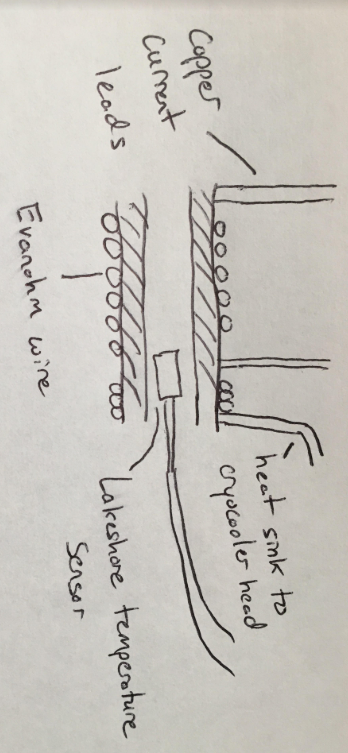 Copper
current
leads
Evanohm wire
heat sink to
cryocooler head
Lakeshore temperature
sensor